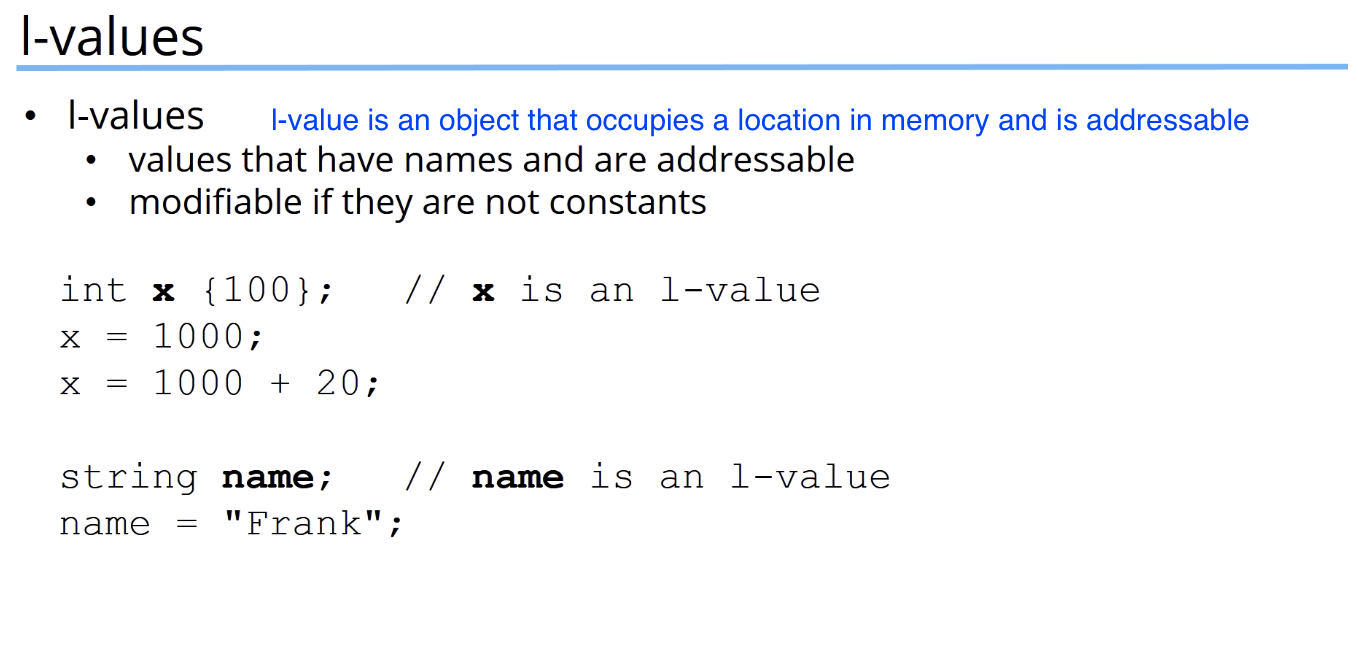 l-values
• l-values l-value is an object that occupies a location in memory and is addressable
• values that have names and are addressable
• modifiable if they are not constants
int x {100}; // x is an l-value
x = 1000;
x = 1000 + 20;
string name; // name is an l-value
name = "Frank";